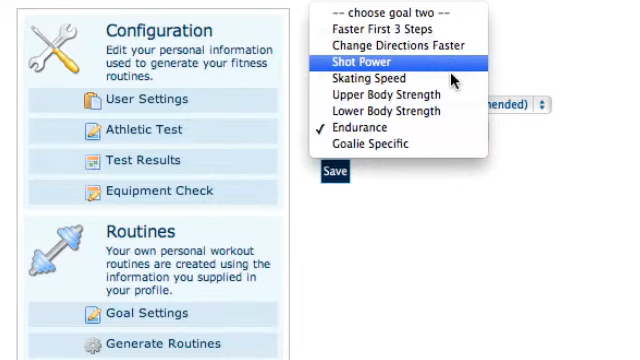 Configuration
Edit your personal information
used to generate your fitness
routines.
User Settings
Athletic Test
Test Results
Equipment Check
Routines
Your own personal workout
routines are created using the
information you supplied in
your profile.
Goal Settings
Generate Routines
-- choose goal two --
Faster First 3 Steps
Change Directions Faster
Shot Power
Skating Speed
Upper Body Strength
Lower Body Strength
✓ Endurance
Goalie Specific
Save